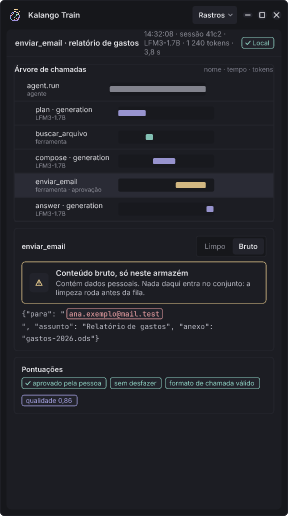 Kalango Train
Rastros
enviar_email · relatório de gastos
14:32:08 · sessão 41c2 ·
LFM3-1.7B · 1 240 tokens ·
3,8 s
Local
Árvore de chamadas
nome · tempo · tokens
agent.run
agente
plan · generation
LFM3-1.7B
buscar_arquivo
ferramenta
compose · generation
LFM3-1.7B
enviar_email
ferramenta · aprovação
answer · generation
LFM3-1.7B
enviar_email
Limpo
Bruto
Conteúdo bruto, só neste armazém
Contém dados pessoais. Nada daqui entra no conjunto: a
limpeza roda antes da fila.
{"para": "ana.exemplo@mail.test
", "assunto": "Relatório de gastos", "anexo":
"gastos-2026.ods"}
Pontuações
aprovado pela pessoa
sem desfazer
formato de chamada válido
qualidade 0,86